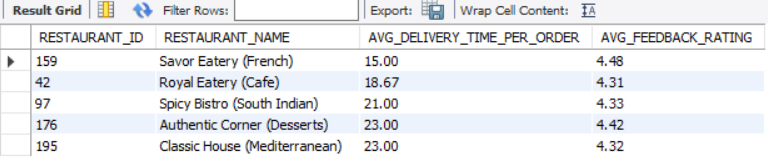 Result Grid Filter Rows: Export: Wrap Cell Content:
RESTAURANT_ID RESTAURANT_NAME AVG_DELIVERY_TIME_PER_ORDER AVG_FEEDBACK_RATING
159 Savor Eatery (French) 15.00 4.48
42 Royal Eatery (Cafe) 18.67 4.31
97 Spicy Bistro (South Indian) 21.00 4.33
176 Authentic Corner (Desserts) 23.00 4.42
195 Classic House (Mediterranean) 23.00 4.32